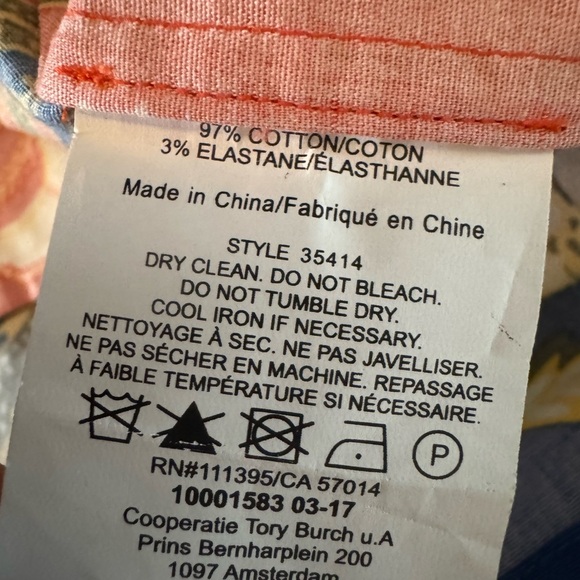 97% COTTON/COTON
3% ELASTANE/ÉLASTHANNE
Made in China/Fabriqué en Chine
STYLE 35414
DRY CLEAN. DO NOT BLEACH.
DO NOT TUMBLE DRY.
COOL IRON IF NECESSARY.
NETTOYAGE À SEC. NE PAS JAVELLISER.
NE PAS SÉCHER EN MACHINE. REPASSAGE
À FAIBLE TEMPÉRATURE SI NÉCESSAIRE.
P
RN#111395/CA 57014
10001583 03-17
Cooperatie Tory Burch u.A
Prins Bernharplein 200
1097 Amsterdam